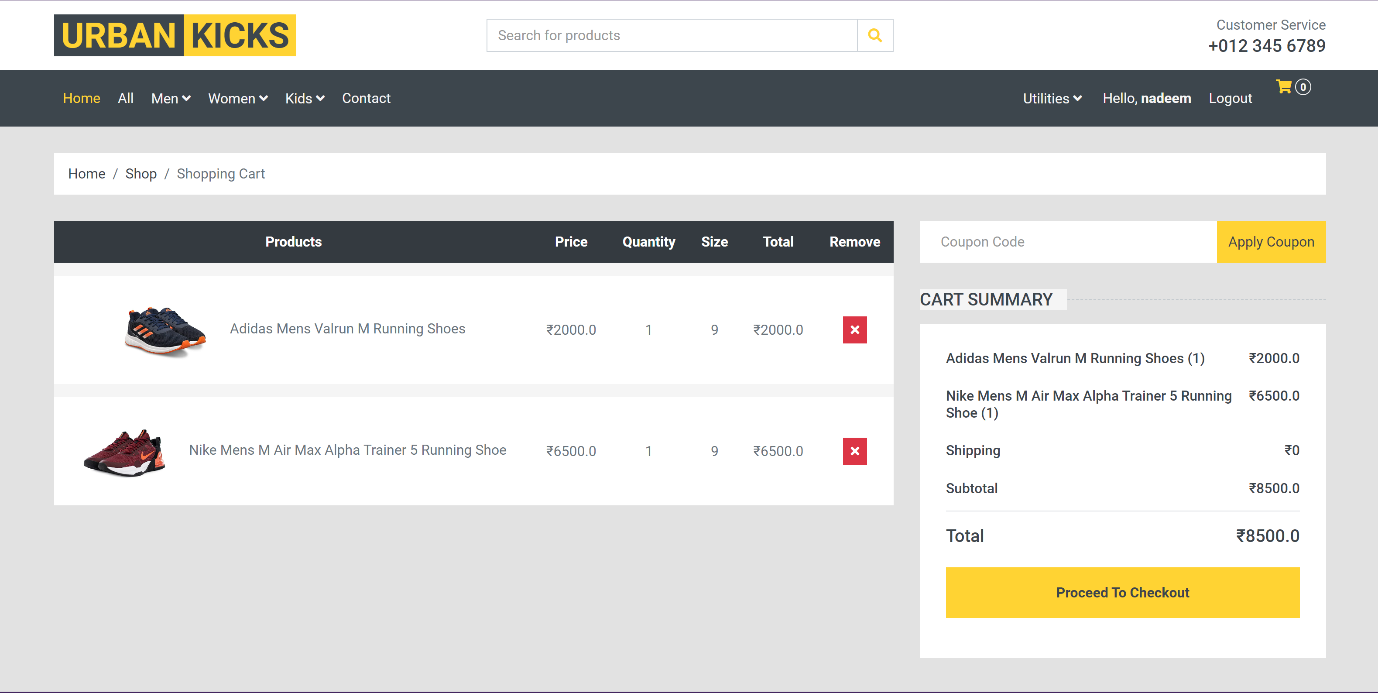 URBAN KICKS
Search for products
Customer Service
+012 345 6789
Home All Men Women Kids Contact Utilities Hello, nadeem Logout 0
Home / Shop / Shopping Cart
Products Price Quantity Size Total Remove
Adidas Mens Valrun M Running Shoes ₹2000.0 1 9 ₹2000.0
Nike Mens M Air Max Alpha Trainer 5 Running Shoe ₹6500.0 1 9 ₹6500.0
Coupon Code Apply Coupon
CART SUMMARY
Adidas Mens Valrun M Running Shoes (1) ₹2000.0
Nike Mens M Air Max Alpha Trainer 5 Running ₹6500.0
Shoe (1)
Shipping ₹0
Subtotal ₹8500.0
Total ₹8500.0
Proceed To Checkout